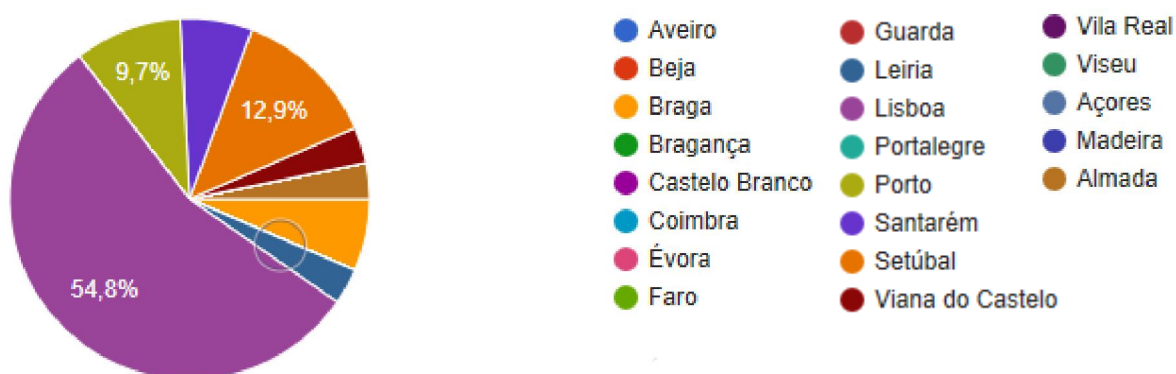 9,7%
12,9%
54,8%
Aveiro
Beja
Braga
Bragança
Castelo Branco
Coimbra
Évora
Faro
Guarda
Leiria
Lisboa
Portalegre
Porto
Santarém
Setúbal
Viana do Castelo
Vila Real
Viseu
Açores
Madeira
Almada